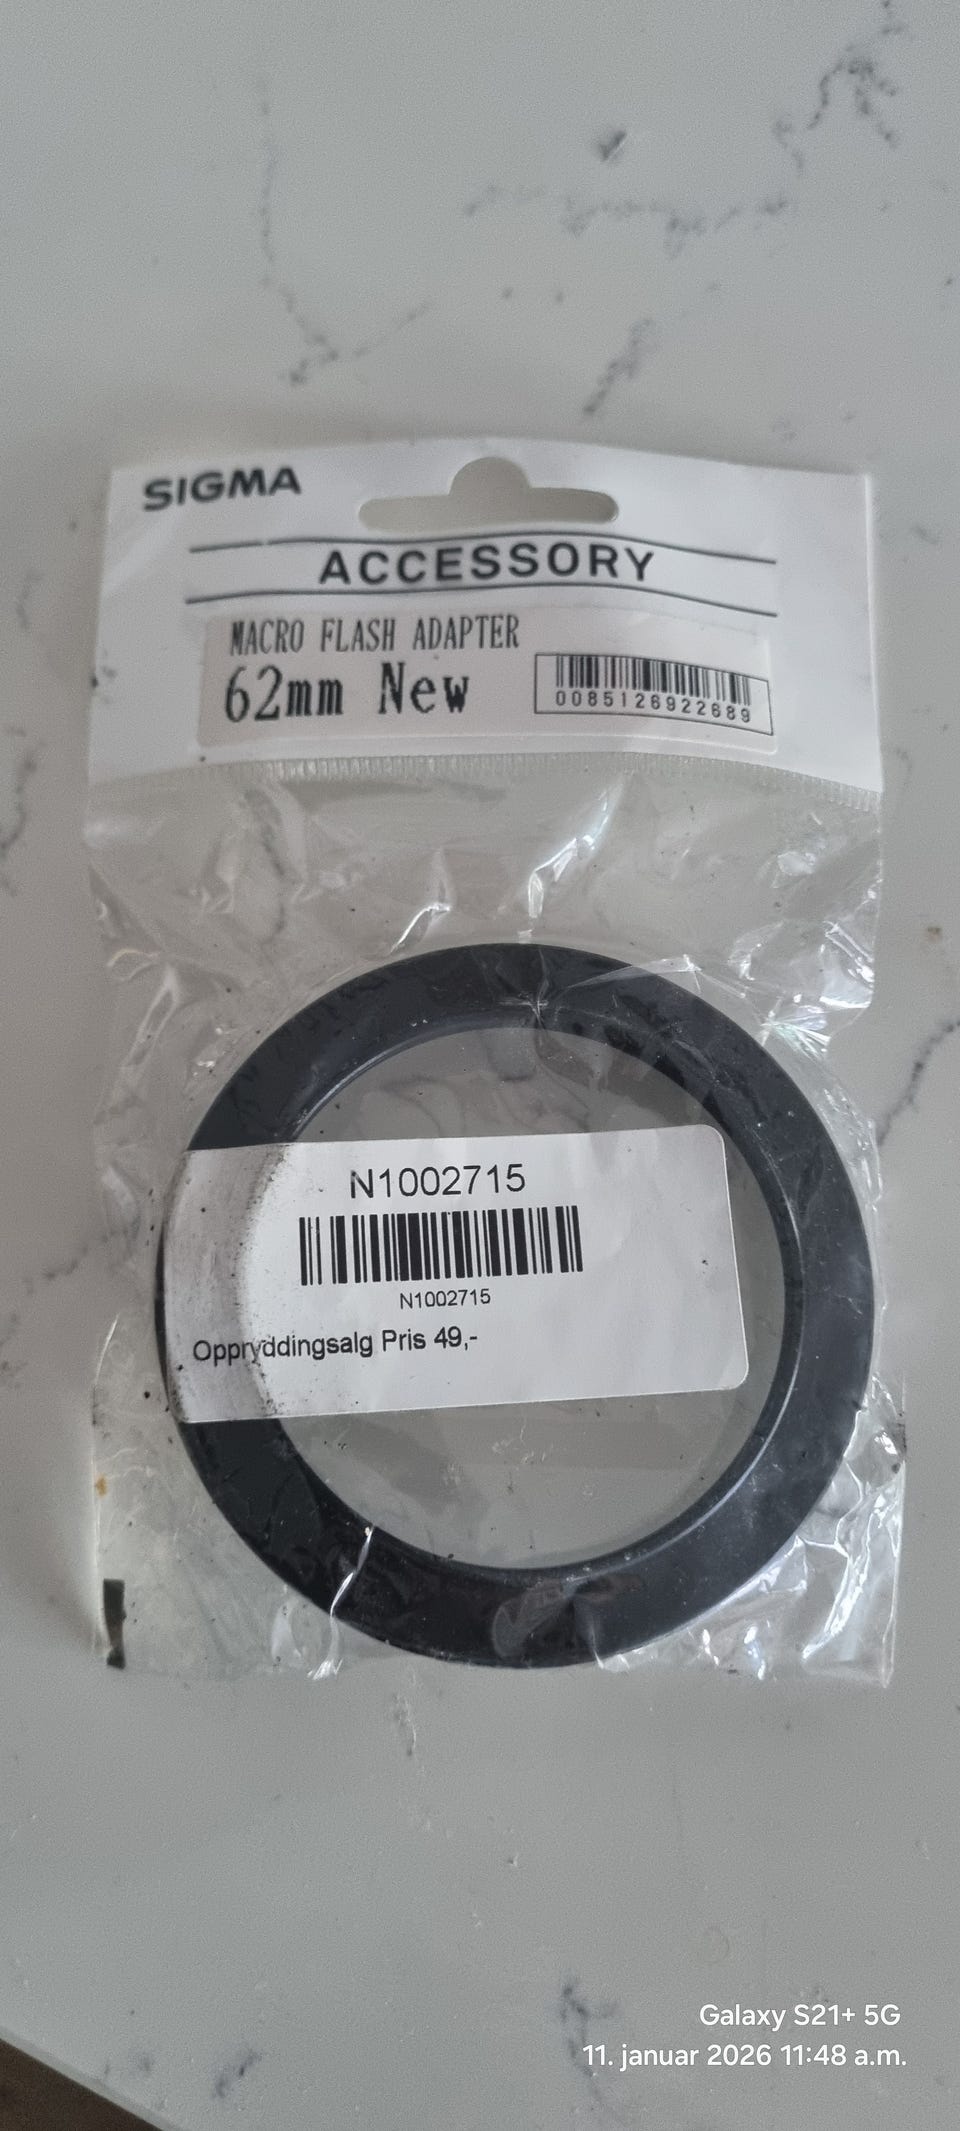 SIGMA
ACCESSORY
MACRO FLASH ADAPTER
62mm New
0085126922689
N1002715
N1002715
Oppryddingsalg Pris 49,-
Galaxy S21+ 5G
11. januar 2026 11:48 a.m.